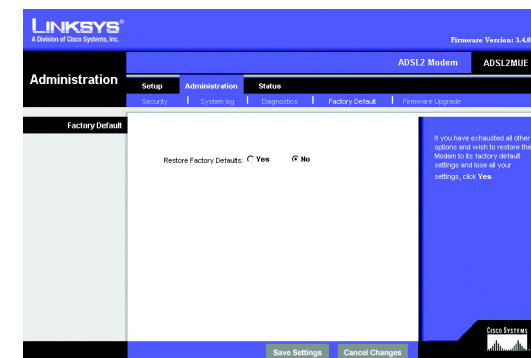 LINKSYS®
A Division of Cisco Systems, Inc.
Firmware Version: 3.4.0
ADSL2 Modem
ADSL2MUE
Administration
Setup
Administration
Status
Security
System log
Diagnostics
Factory Default
Firmware Upgrade
Factory Default
Restore Factory Defaults: Yes No
If you have exhausted all other
options and wish to restore the
Modem to its factory default
settings and lose all your
settings, click Yes.
Save Settings
Cancel Changes
CISCO SYSTEMS